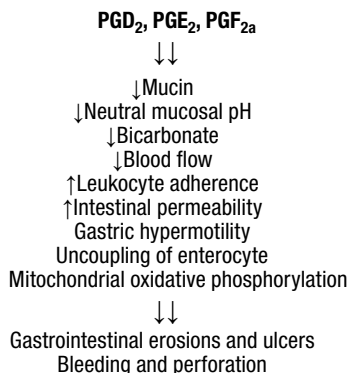 PGD2, PGE2, PGF2a
↓↓
↓Mucin
↓Neutral mucosal pH
↓Bicarbonate
↓Blood flow
↑Leukocyte adherence
↑Intestinal permeability
Gastric hypermotility
Uncoupling of enterocyte
Mitochondrial oxidative phosphorylation
↓↓
Gastrointestinal erosions and ulcers
Bleeding and perforation